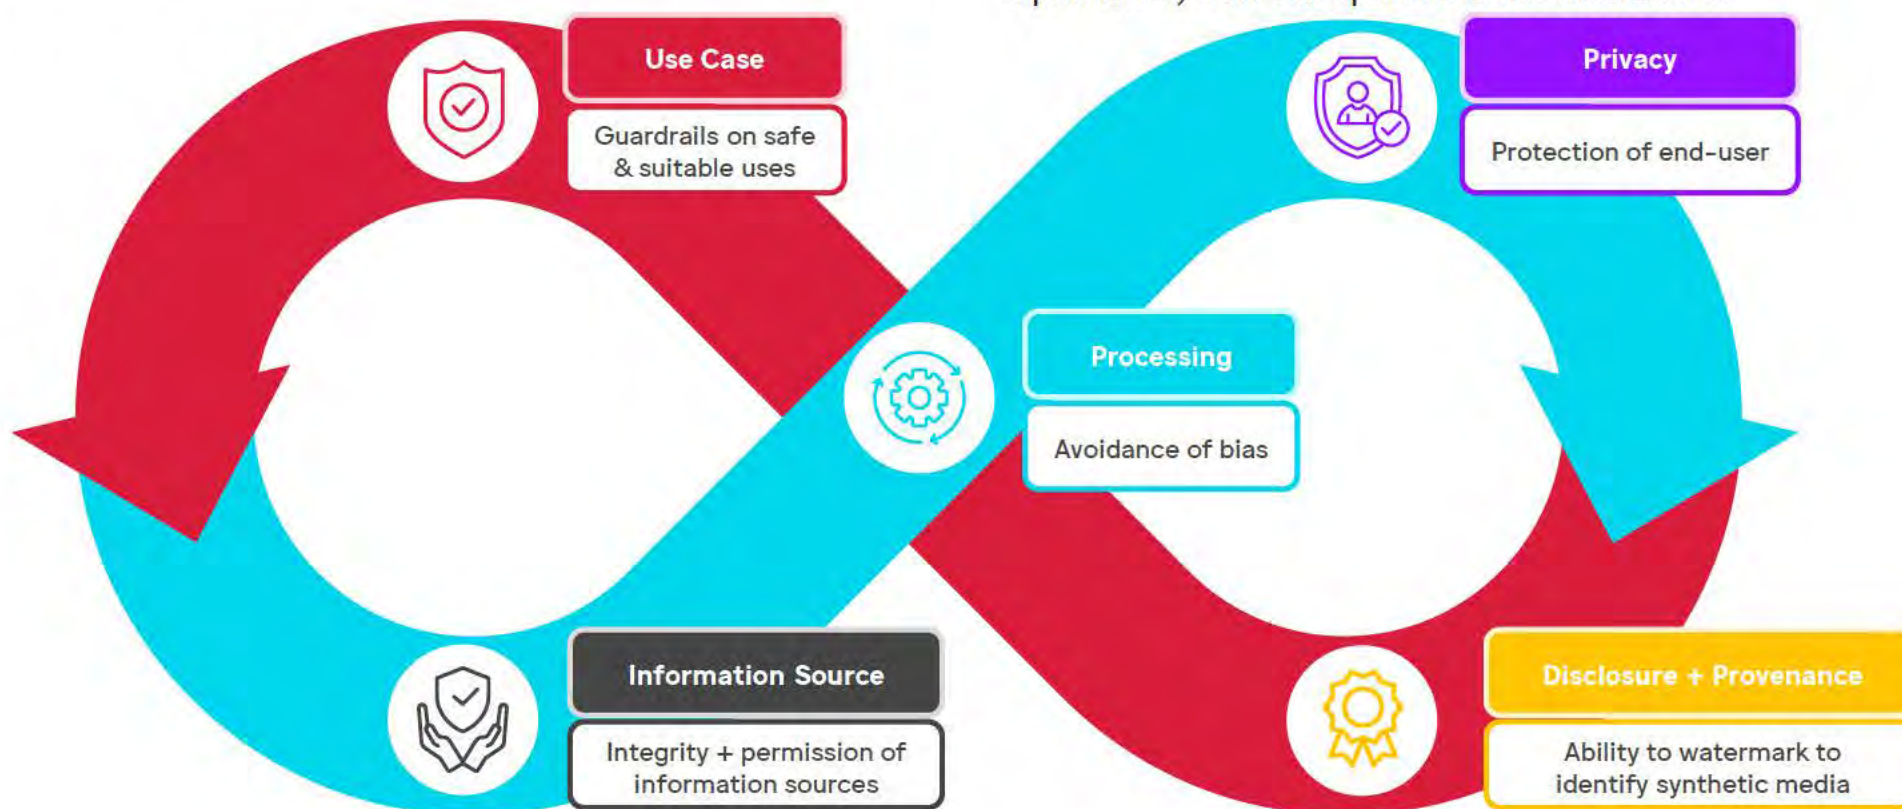 Use Case
Guardrails on safe
& suitable uses
Privacy
Protection of end-user
Processing
Avoidance of bias
Information Source
Integrity + permission of
information sources
Disclosure + Provenance
Ability to watermark to
identify synthetic media